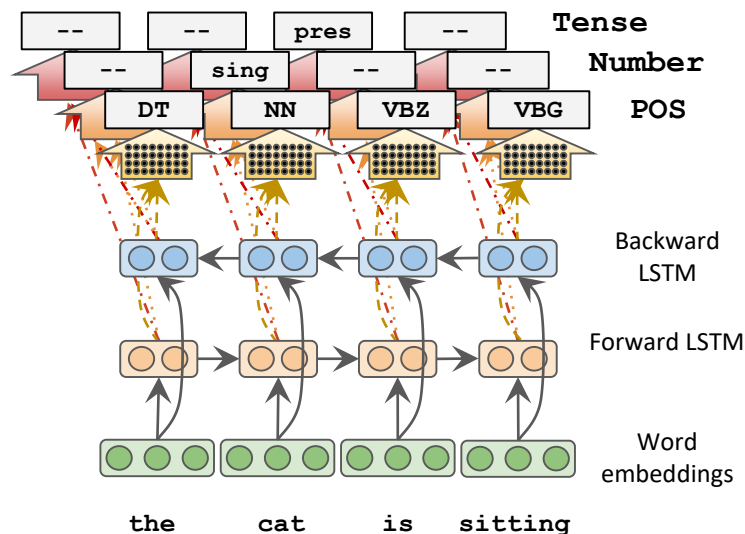 -- -- pres -- Tense
-- sing -- -- Number
DT NN VBZ VBG POS
Backward
LSTM
Forward LSTM
Word
embeddings
the cat is sitting